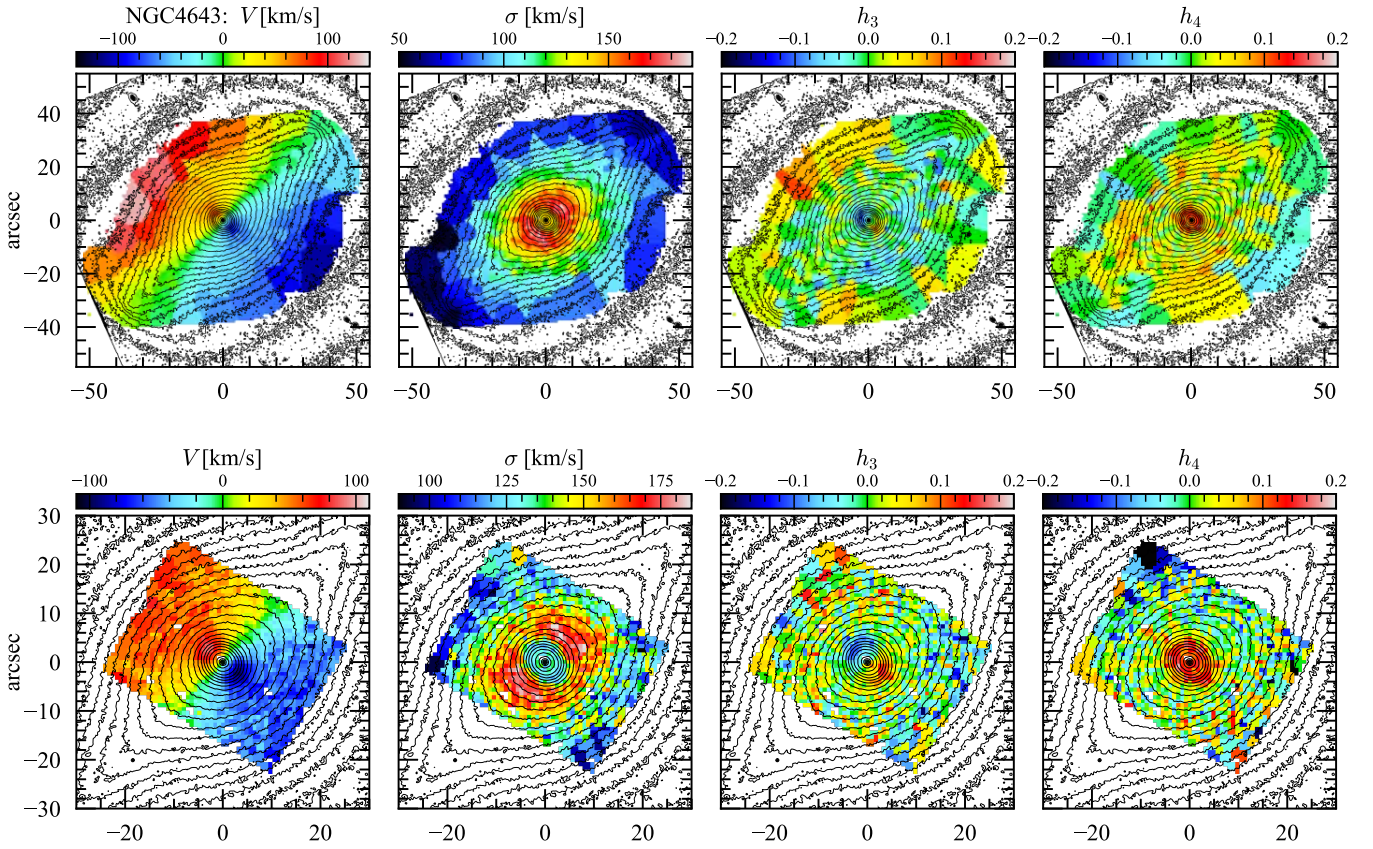 NGC4643: V [km/s] σ [km/s] h3 h4
−100 0 100 50 100 150 −0.2 −0.1 0.0 0.1 0.2 −0.2 −0.1 0.0 0.1 0.2
40
20
0
−20
−40
arcsec
−50 0 50 −50 0 50 −50 0 50 −50 0 50
V [km/s] σ [km/s] h3 h4
−100 0 100 100 125 150 175 −0.2 −0.1 0.0 0.1 0.2 −0.2 −0.1 0.0 0.1 0.2
30
20
10
0
−10
−20
−30
arcsec
−20 0 20 −20 0 20 −20 0 20 −20 0 20